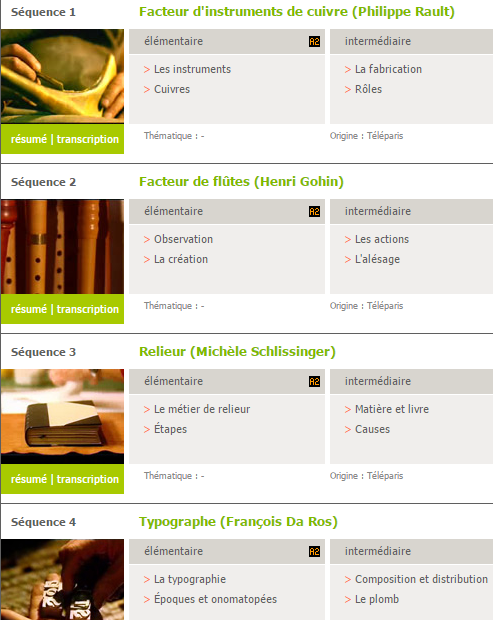 Séquence 1
Facteur d'instruments de cuivre (Philippe Rault)
élémentaire A2 intermédiaire
> Les instruments > La fabrication
> Cuivres > Rôles
résumé | transcription Thématique : - Origine : Téléparis
Séquence 2
Facteur de flûtes (Henri Gohin)
élémentaire A2 intermédiaire
> Observation > Les actions
> La création > L'alésage
résumé | transcription Thématique : - Origine : Téléparis
Séquence 3
Relieur (Michèle Schlissinger)
élémentaire A2 intermédiaire
> Le métier de relieur > Matière et livre
> Étapes > Causes
résumé | transcription Thématique : - Origine : Téléparis
Séquence 4
Typographe (François Da Ros)
élémentaire A2 intermédiaire
> La typographie > Composition et distribution
> Époques et onomatopées > Le plomb